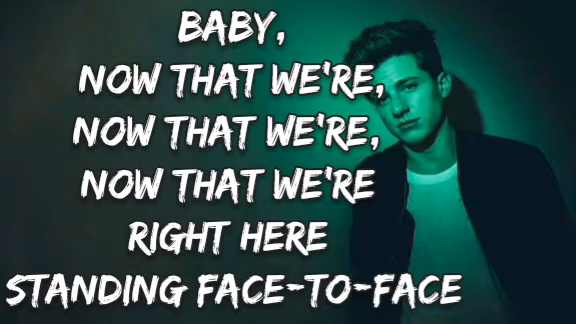 BABY,
NOW THAT WE'RE,
NOW THAT WE'RE,
NOW THAT WE'RE
RIGHT HERE
STANDING FACE-TO-FACE